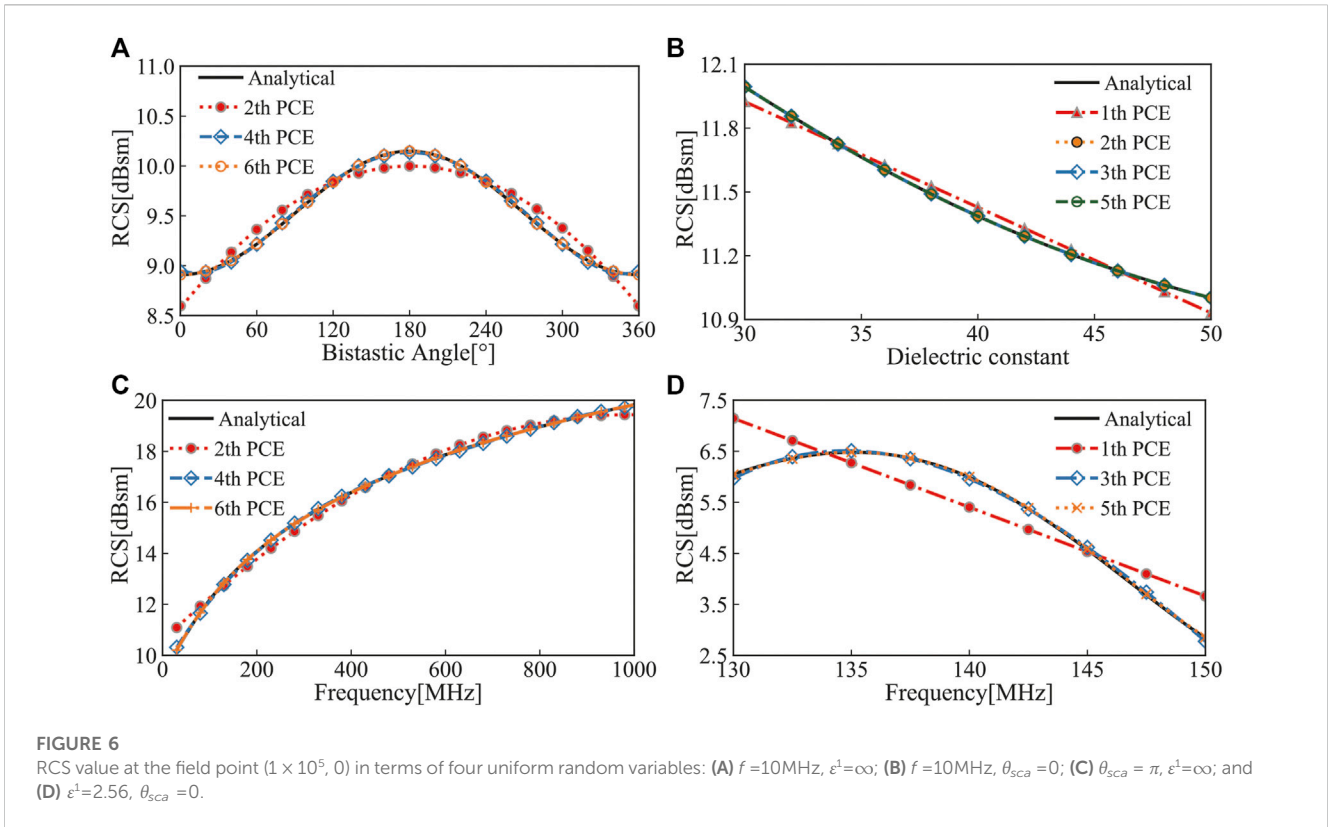 A
11.0
10.5
10.0
9.5
9.0
8.5
RCS[dBsm]
Analytical
2th PCE
4th PCE
6th PCE
0 60 120 180 240 300 360
Bistastic Angle[°]
B
12.1
11.8
11.5
11.2
10.9
RCS[dBsm]
Analytical
1th PCE
2th PCE
3th PCE
5th PCE
30 35 40 45 50
Dielectric constant
C
20
18
16
14
12
10
RCS[dBsm]
Analytical
2th PCE
4th PCE
6th PCE
0 200 400 600 800 1000
Frequency[MHz]
D
7.5
6.5
5.5
4.5
3.5
2.5
RCS[dBsm]
Analytical
1th PCE
3th PCE
5th PCE
130 135 140 145 150
Frequency[MHz]
FIGURE 6
RCS value at the field point (1 × 10⁵, 0) in terms of four uniform random variables: (A) f =10MHz, ε¹=∞; (B) f =10MHz, θsca =0; (C) θsca = π, ε¹=∞; and
(D) ε¹=2.56, θsca =0.